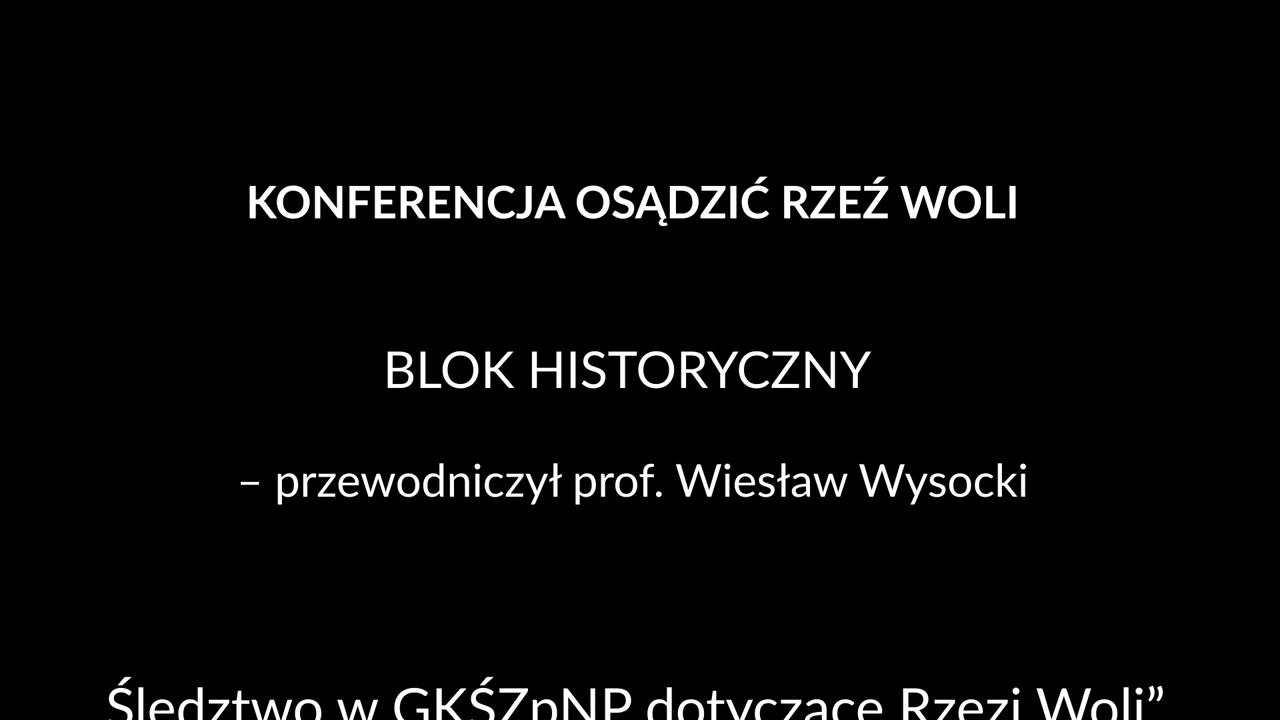 KONFERENCJA OSĄDZIĆ RZEŹ WOLI
BLOK HISTORYCZNY
– przewodniczył prof. Wiesław Wysocki
Śledztwo w GKŚZpNP dotyczące Rzezi Woli”